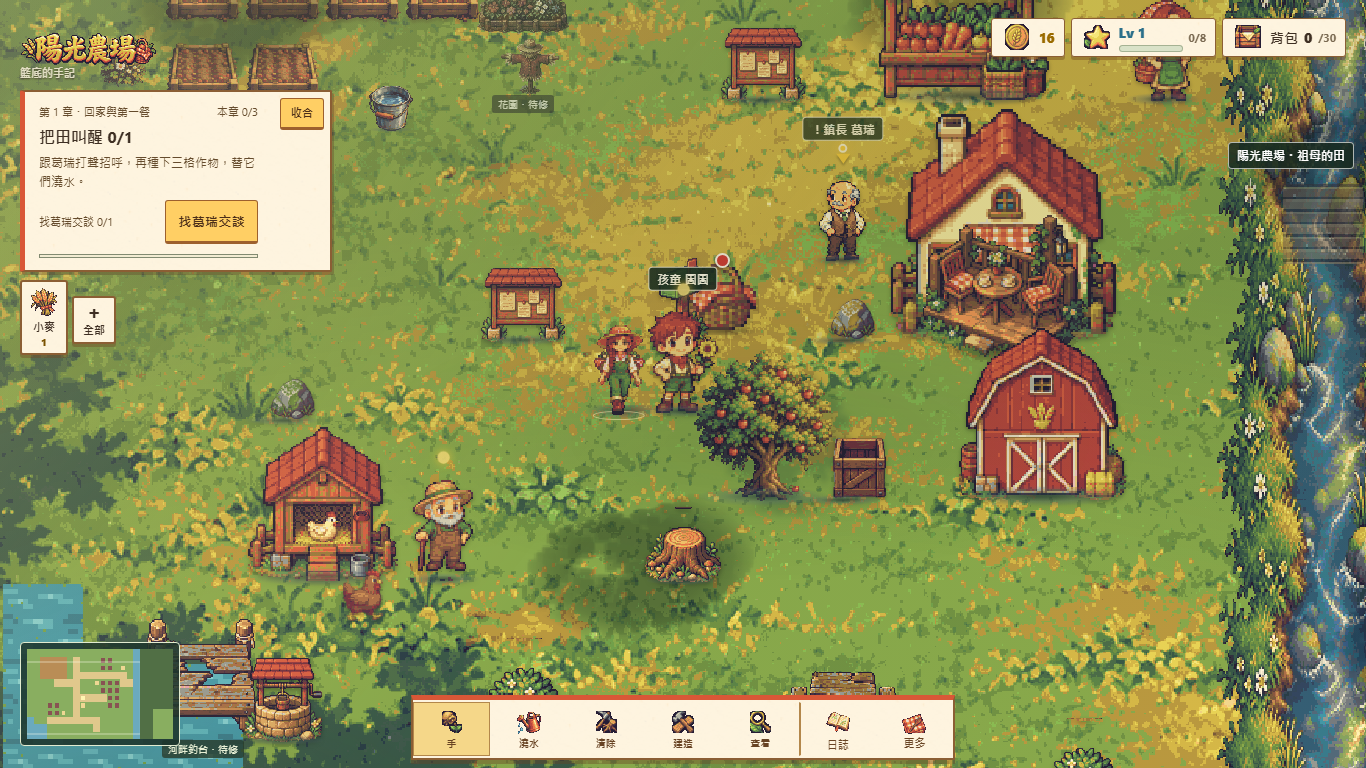 陽光農場
籃底的手記
16
Lv 1
0/8
背包 0 /30
第 1 章 · 回家與第一餐
本章 0/3
收合
把田叫醒 0/1
跟葛瑞打聲招呼，再種下三格作物，替它
們澆水。
找葛瑞交談 0/1
找葛瑞交談
小麥
1
+
全部
花圃 · 待修
！鎮長 葛瑞
陽光農場 · 祖母的田
孩童 圆圆
河畔釣台 · 待修
手
澆水
清除
建造
查看
日誌
更多